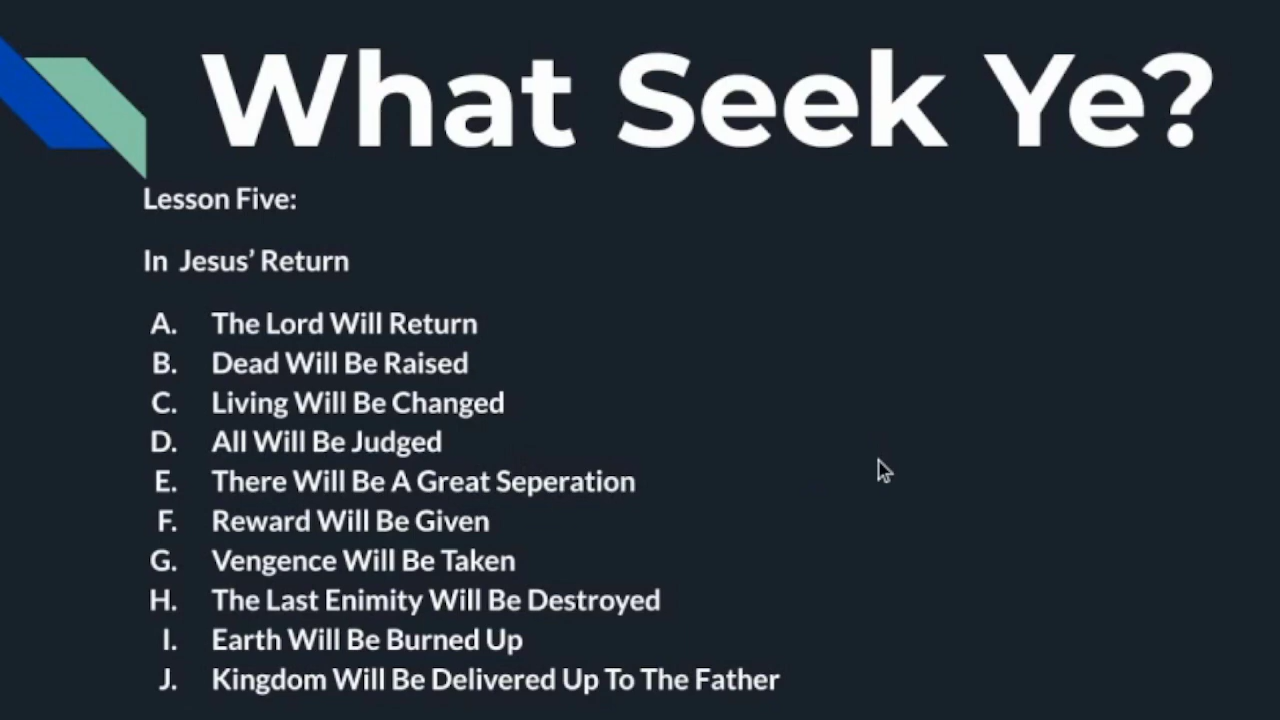 What Seek Ye?
Lesson Five:
In Jesus’ Return
A. The Lord Will Return
B. Dead Will Be Raised
C. Living Will Be Changed
D. All Will Be Judged
E. There Will Be A Great Seperation
F. Reward Will Be Given
G. Vengence Will Be Taken
H. The Last Enimity Will Be Destroyed
I. Earth Will Be Burned Up
J. Kingdom Will Be Delivered Up To The Father